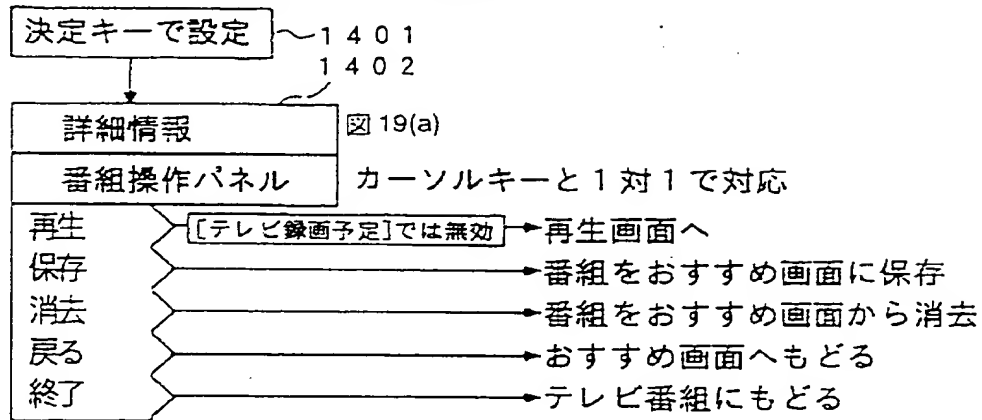 決定キーで設定 1401
1402
詳細情報 図19(a)
番組操作パネル カーソルキーと1対1で対応
再生 [テレビ録画予定]では無効 再生画面へ
保存 番組をおすすめ画面に保存
消去 番組をおすすめ画面から消去
戻る おすすめ画面へもどる
終了 テレビ番組にもどる